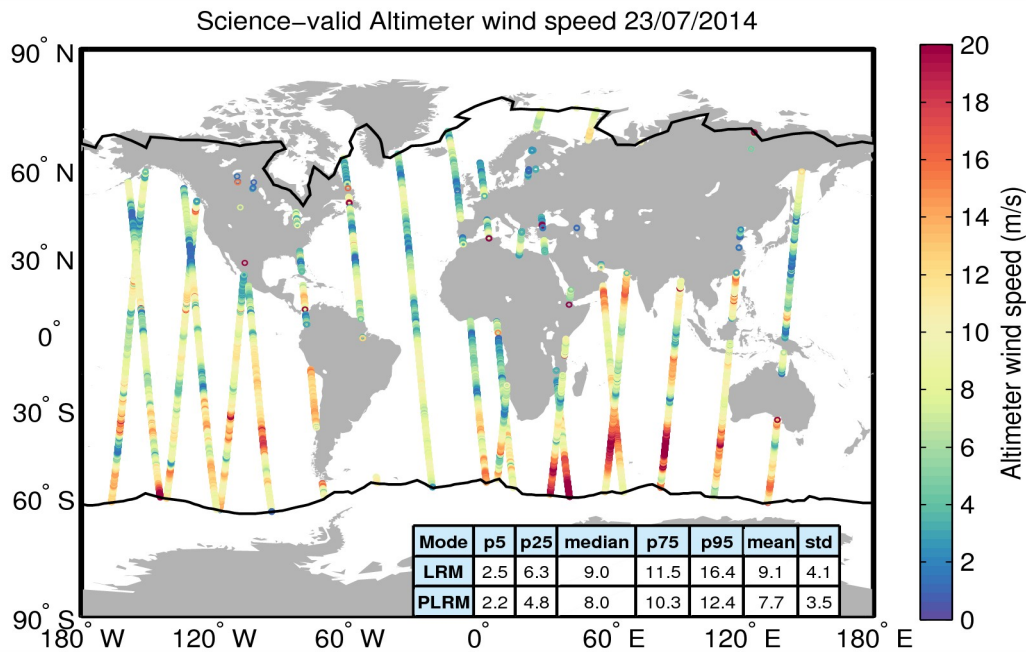 Science−valid Altimeter wind speed 23/07/2014
90° N
60° N
30° N
0°
30° S
60° S
90° S
180° W
120° W
60° W
0°
60° E
120° E
180° E
Mode p5 p25 median p75 p95 mean std
LRM 2.5 6.3 9.0 11.5 16.4 9.1 4.1
PLRM 2.2 4.8 8.0 10.3 12.4 7.7 3.5
20
18
16
14
12
10
8
6
4
2
0
Altimeter wind speed (m/s)